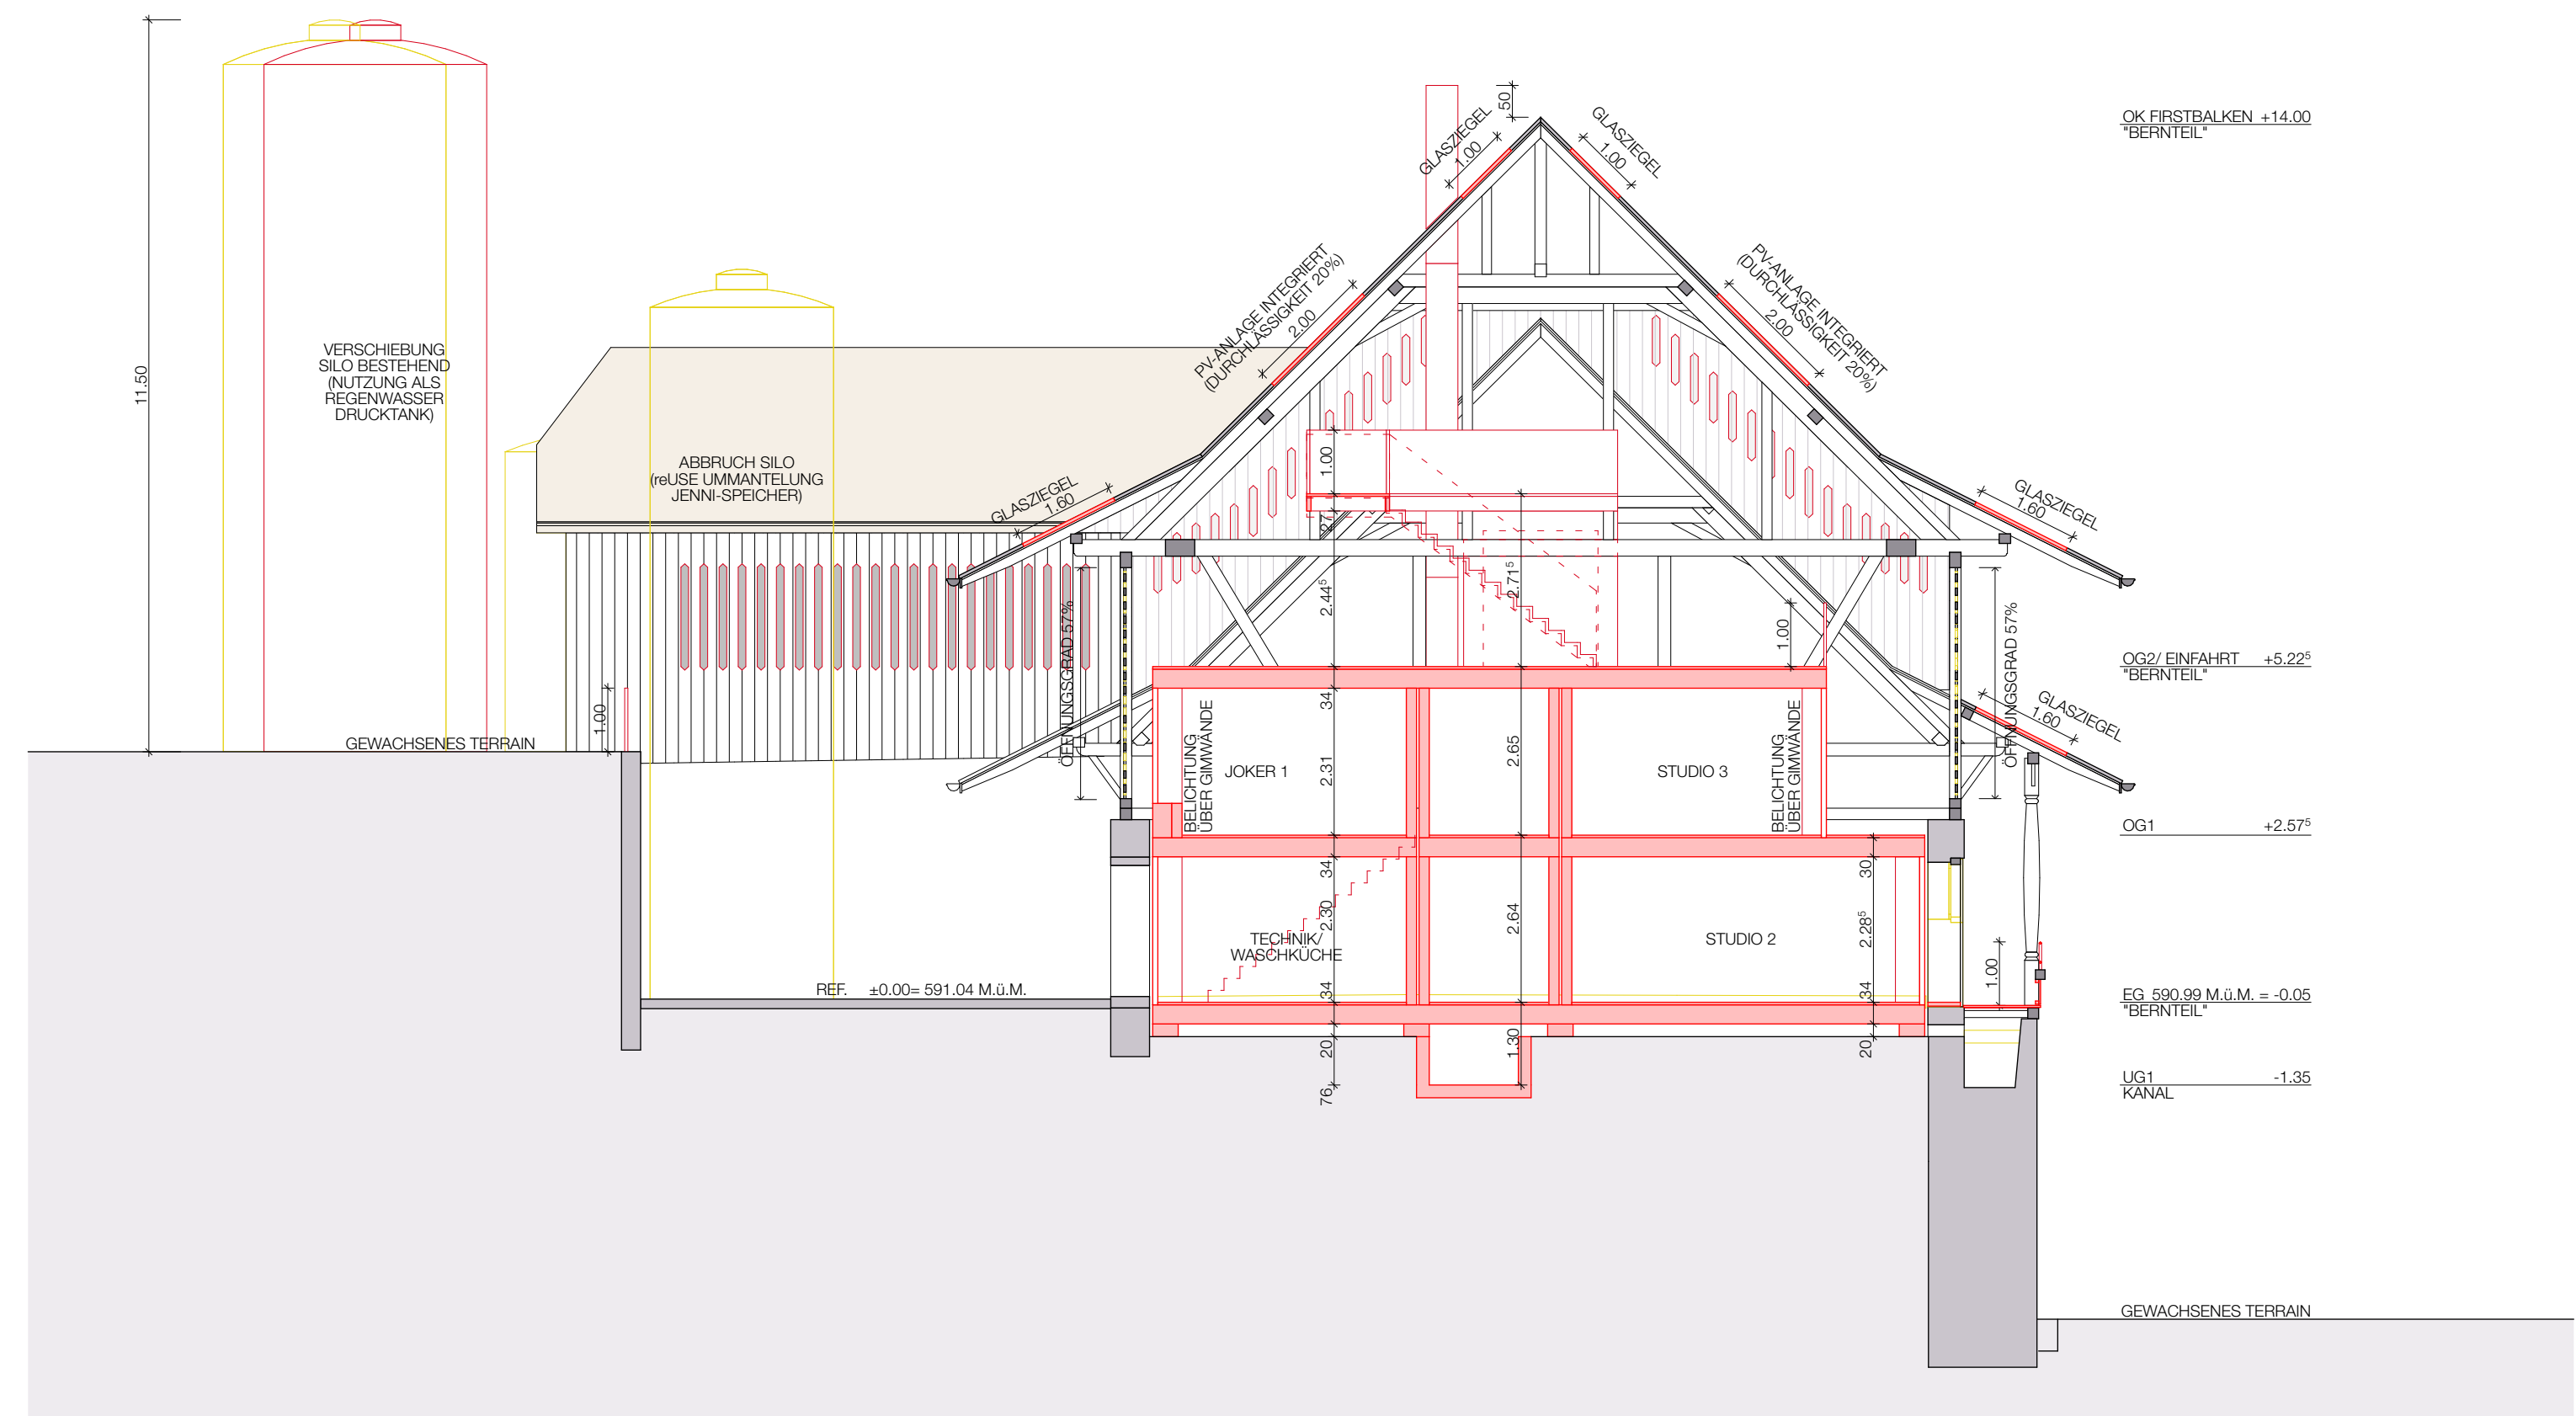 11.50
VERSCHIEBUNG
SILO BESTEHEND
(NUTZUNG ALS
REGENWASSER
DRUCKTANK)
ABBRUCH SILO
(reUSE UMMANTELUNG
JENNI-SPEICHER)
GLASZIEGEL
1.60
PV-ANLAGE INTEGRIERT
(DURCHLÄSSIGKEIT 20%)
2.00
GLASZIEGEL
1.00
50
GLASZIEGEL
1.00
PV-ANLAGE INTEGRIERT
(DURCHLÄSSIGKEIT 20%)
2.00
GLASZIEGEL
1.60
GLASZIEGEL
1.60
OK FIRSTBALKEN +14.00
"BERNTEIL"
OG2/ EINFAHRT +5.22⁵
"BERNTEIL"
OG1 +2.57⁵
EG 590.99 M.ü.M. = -0.05
"BERNTEIL"
UG1 -1.35
KANAL
GEWACHSENES TERRAIN
GEWACHSENES TERRAIN
1.00
ÖFFNUNGSGRAD 57%
ÖFFNUNGSGRAD 57%
1.00
27
2.44⁵
2.71⁵
1.00
34
2.31
2.65
BELICHTUNG
ÜBER GIMWÄNDE
JOKER 1
STUDIO 3
BELICHTUNG
ÜBER GIMWÄNDE
34
2.30
2.64
30
2.28⁵
TECHNIK/
WASCHKÜCHE
STUDIO 2
1.00
REF. ±0.00= 591.04 M.ü.M.
34
34
20
1.30
20
76